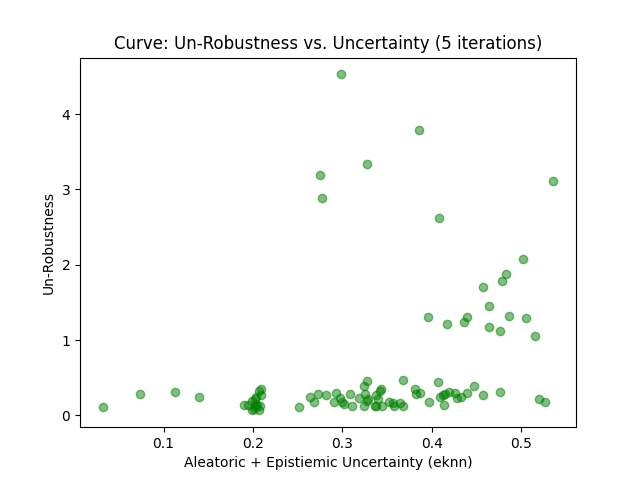 Curve: Un-Robustness vs. Uncertainty (5 iterations)
Un-Robustness
4
3
2
1
0
0.1 0.2 0.3 0.4 0.5
Aleatoric + Epistiemic Uncertainty (eknn)